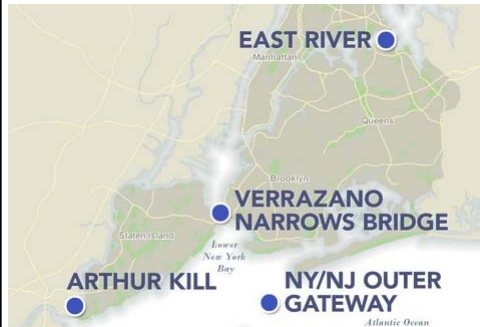 EAST RIVER
Manhattan
Queens
Brooklyn
VERRAZANO
NARROWS BRIDGE
Staten Island
Lower
New York
Bay
ARTHUR KILL
NY/NJ OUTER
GATEWAY
Atlantic Ocean